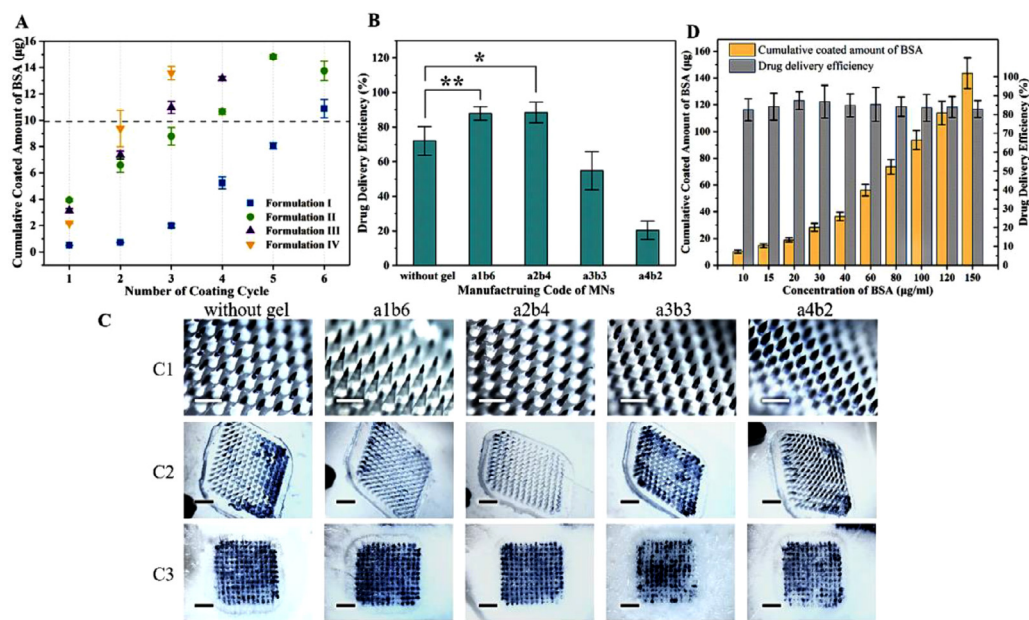 A
Cumulative Coated Amount of BSA (μg)
16
14
12
10
8
6
4
2
0
Formulation I
Formulation II
Formulation III
Formulation IV
1 2 3 4 5 6
Number of Coating Cycle
B
Drug Delivery Efficiency (%)
120
100
80
60
40
20
0
*
**
without gel a1b6 a2b4 a3b3 a4b2
Manufactruing Code of MNs
D
Cumulative Coated Amount of BSA (μg)
160
140
120
100
80
60
40
20
0
Cumulative coated amount of BSA
Drug delivery efficiency
100
90
80
70
60
50
40
30
20
10
0
Drug Delivery Efficiency (%)
10 15 20 30 40 60 80 100 120 150
Concentration of BSA (μg/ml)
C
without gel a1b6 a2b4 a3b3 a4b2
C1
C2
C3